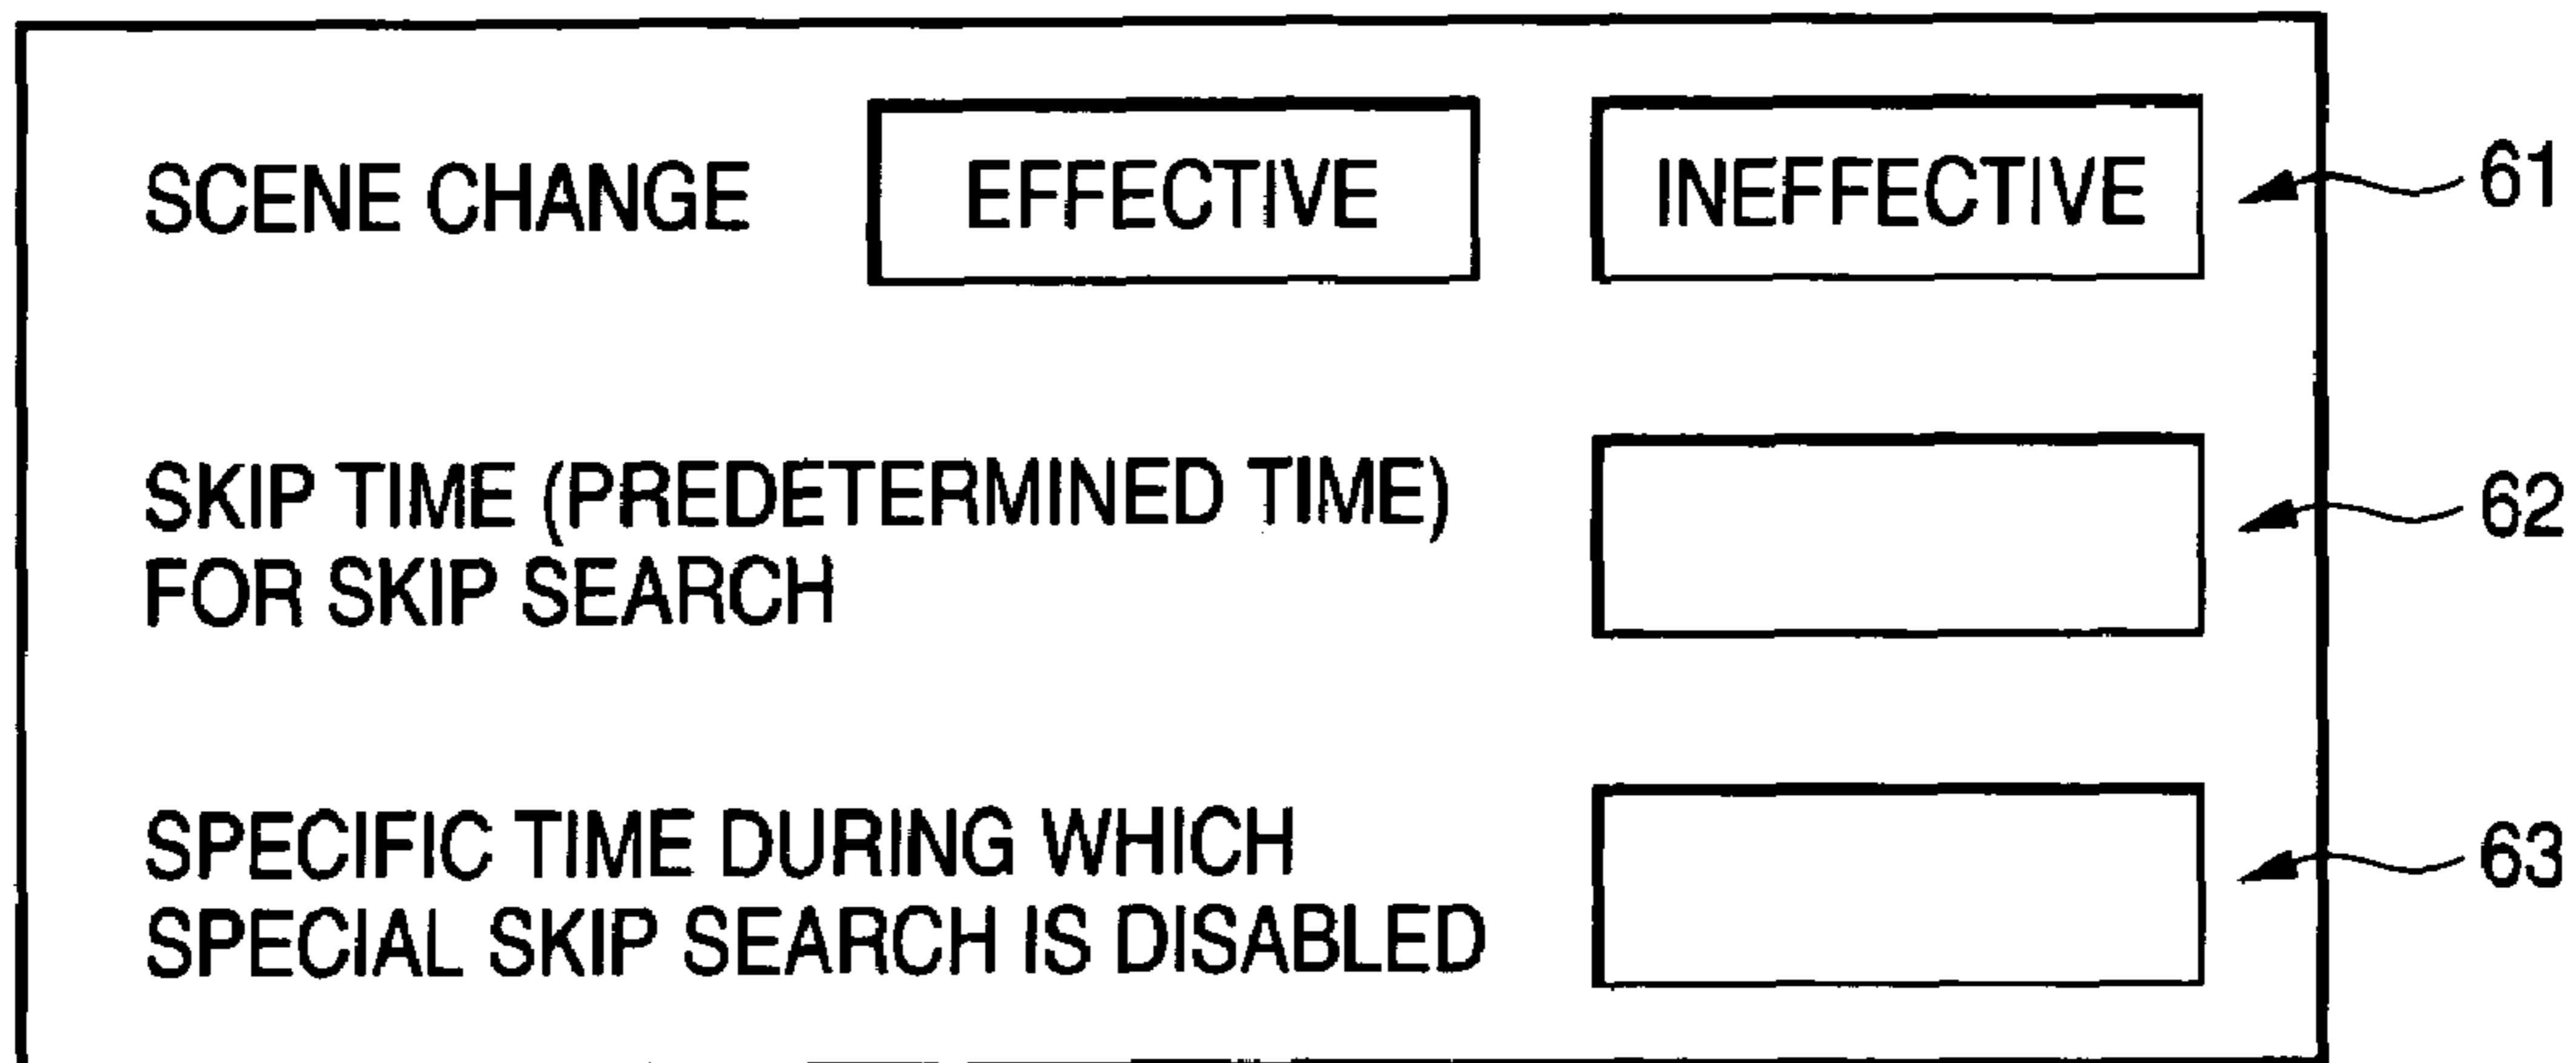 SCENE CHANGE EFFECTIVE INEFFECTIVE 61
SKIP TIME (PREDETERMINED TIME)
FOR SKIP SEARCH
62
SPECIFIC TIME DURING WHICH
SPECIAL SKIP SEARCH IS DISABLED
63